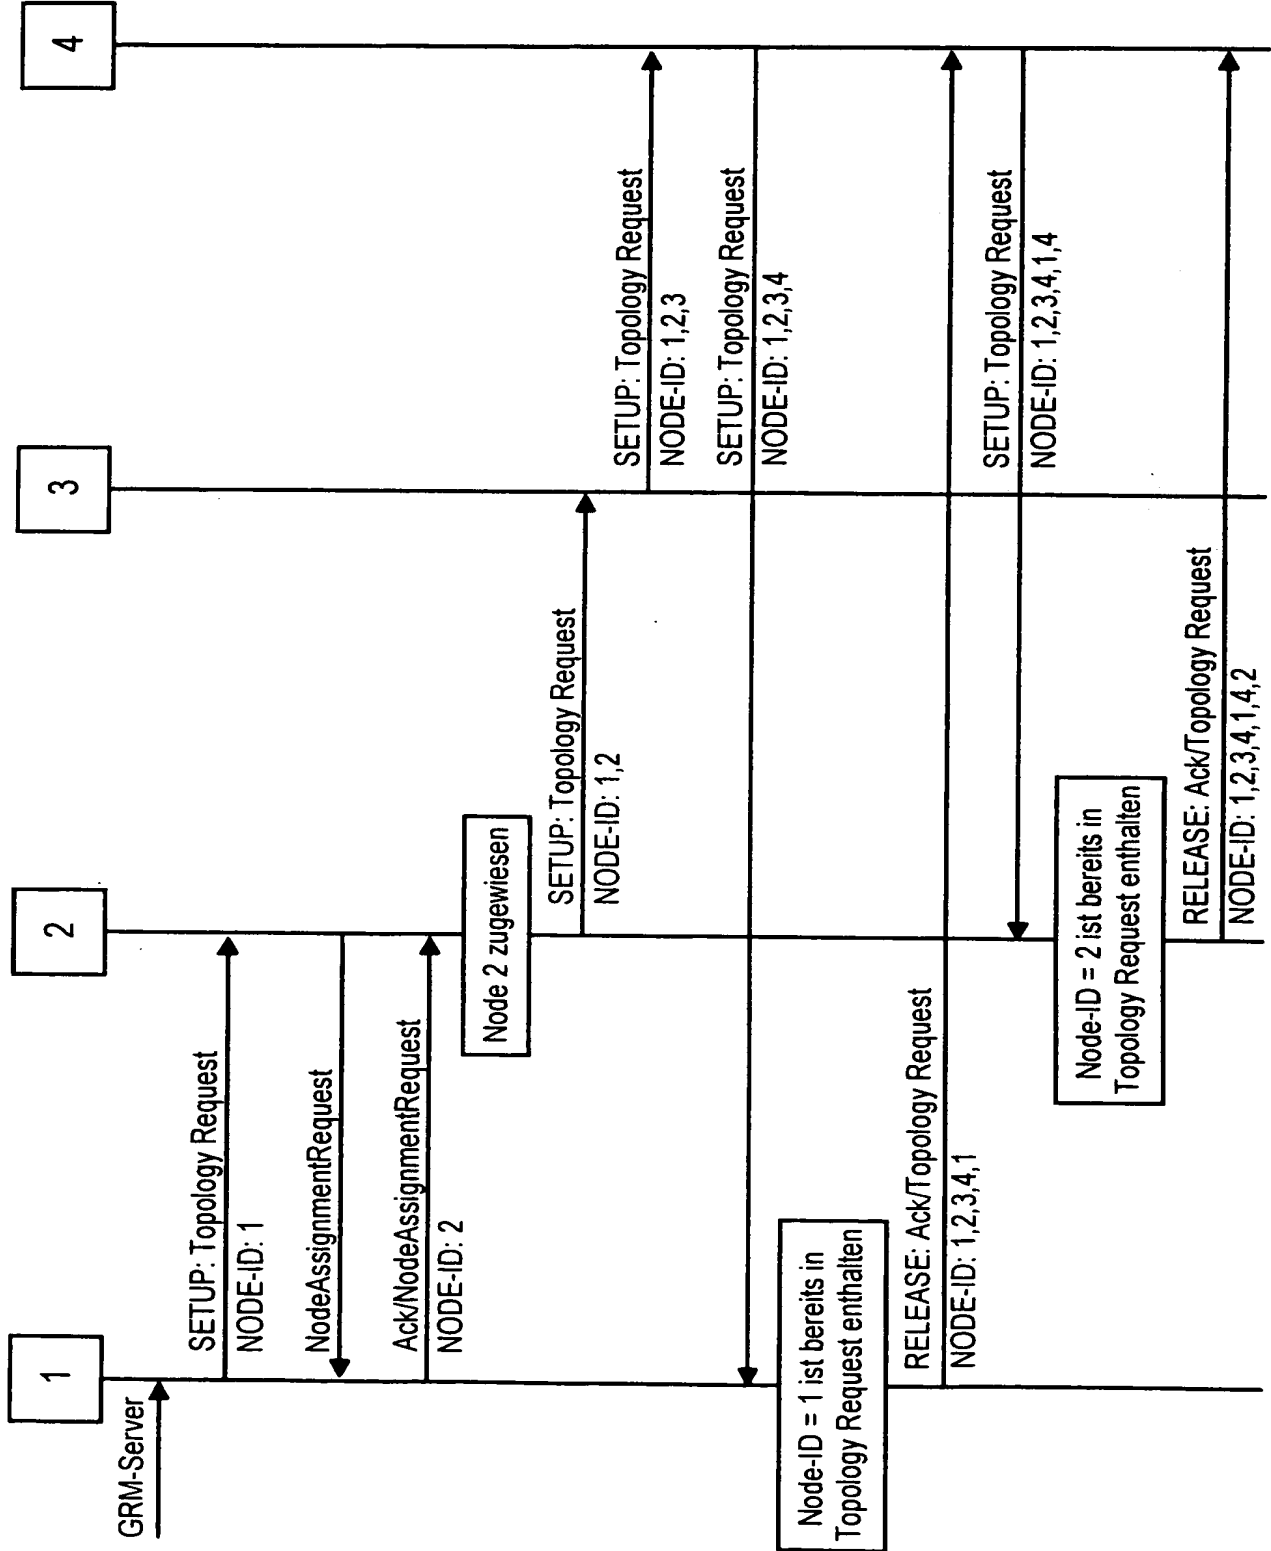 1
2
3
4
GRM-Server
SETUP: Topology Request
NODE-ID: 1
NodeAssignmentRequest
Ack/NodeAssignmentRequest
NODE-ID: 2
Node 2 zugewiesen
SETUP: Topology Request
NODE-ID: 1,2
SETUP: Topology Request
NODE-ID: 1,2,3
SETUP: Topology Request
NODE-ID: 1,2,3,4
Node-ID = 1 ist bereits in
Topology Request enthalten
RELEASE: Ack/Topology Request
NODE-ID: 1,2,3,4,1
SETUP: Topology Request
NODE-ID: 1,2,3,4,1,4
Node-ID = 2 ist bereits in
Topology Request enthalten
RELEASE: Ack/Topology Request
NODE-ID: 1,2,3,4,1,4,2